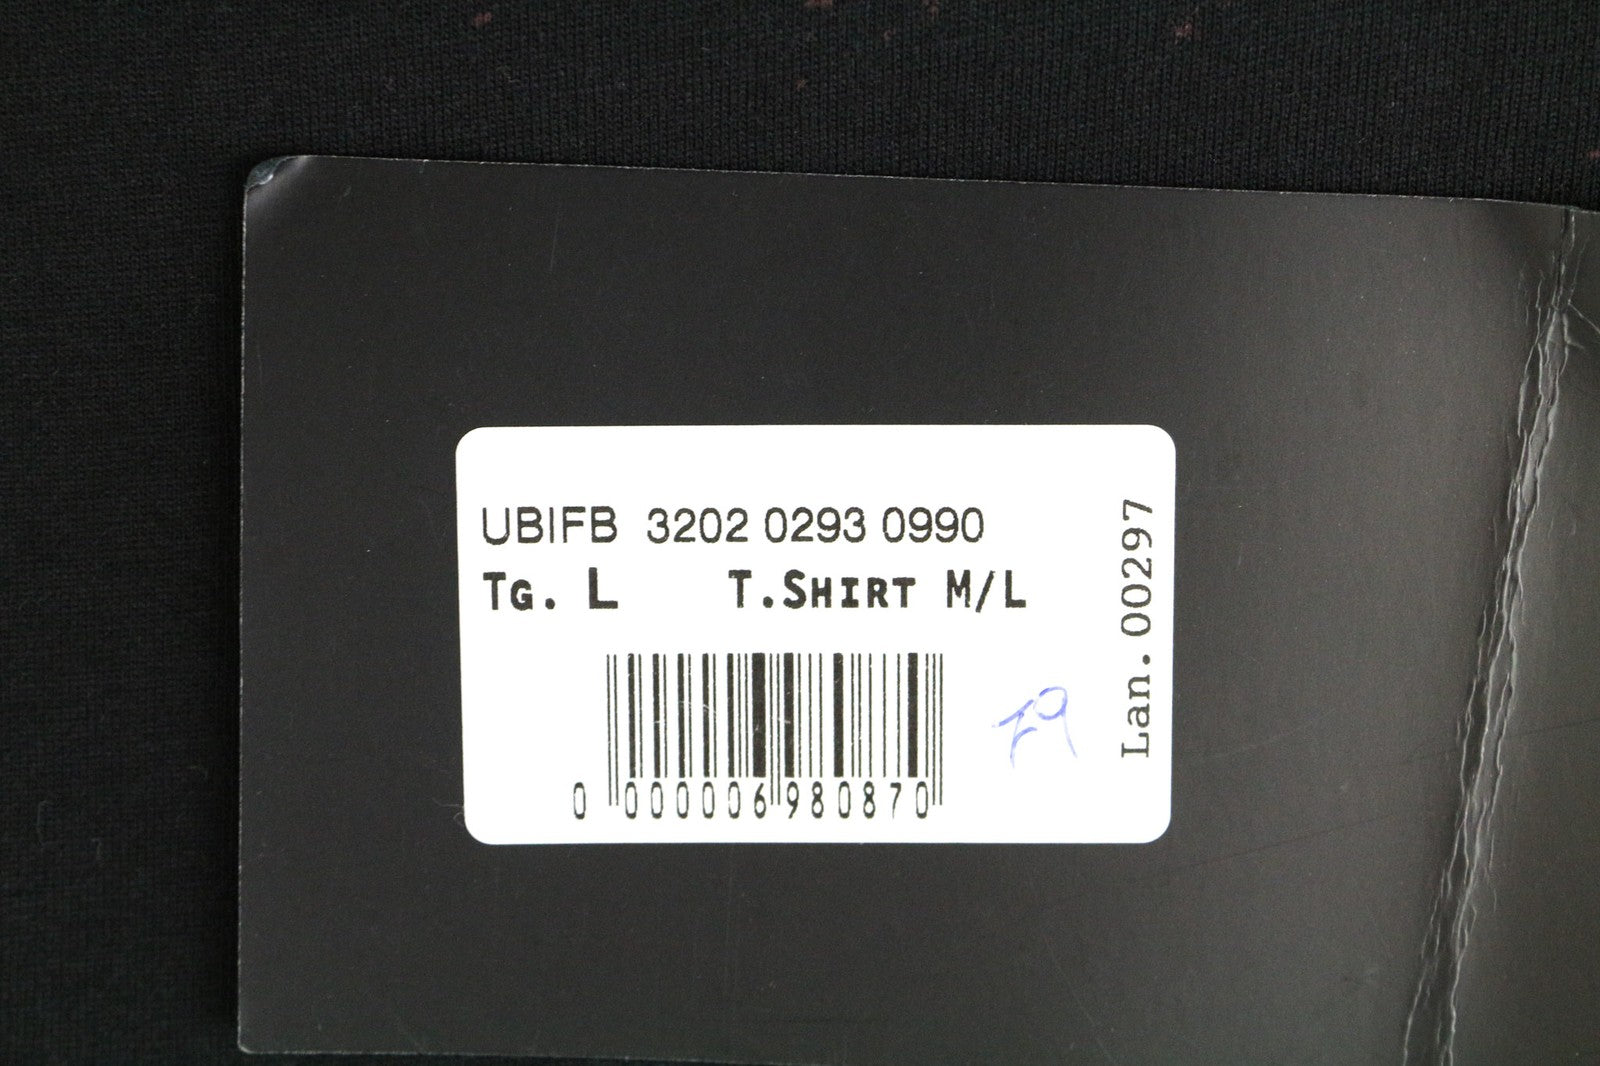 UBIFB 3202 0293 0990
TG. L T.SHIRT M/L
0 000006 980870
Lan. 00297